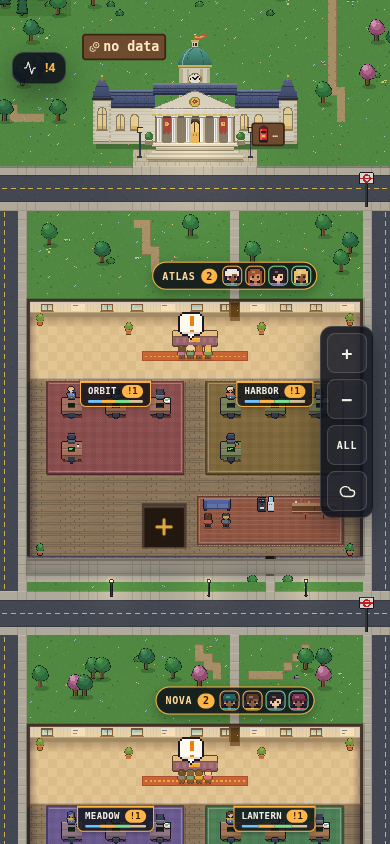 no data
!4
ATLAS 2
!
ORBIT !1
HARBOR !1
+
−
ALL
+
NOVA 2
!
MEADOW !1
LANTERN !1